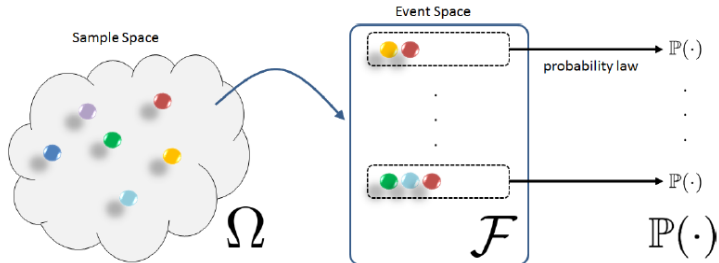 Sample Space
Event Space
ℙ(·)
probability law
ℙ(·)
Ω
ℱ
ℙ(·)